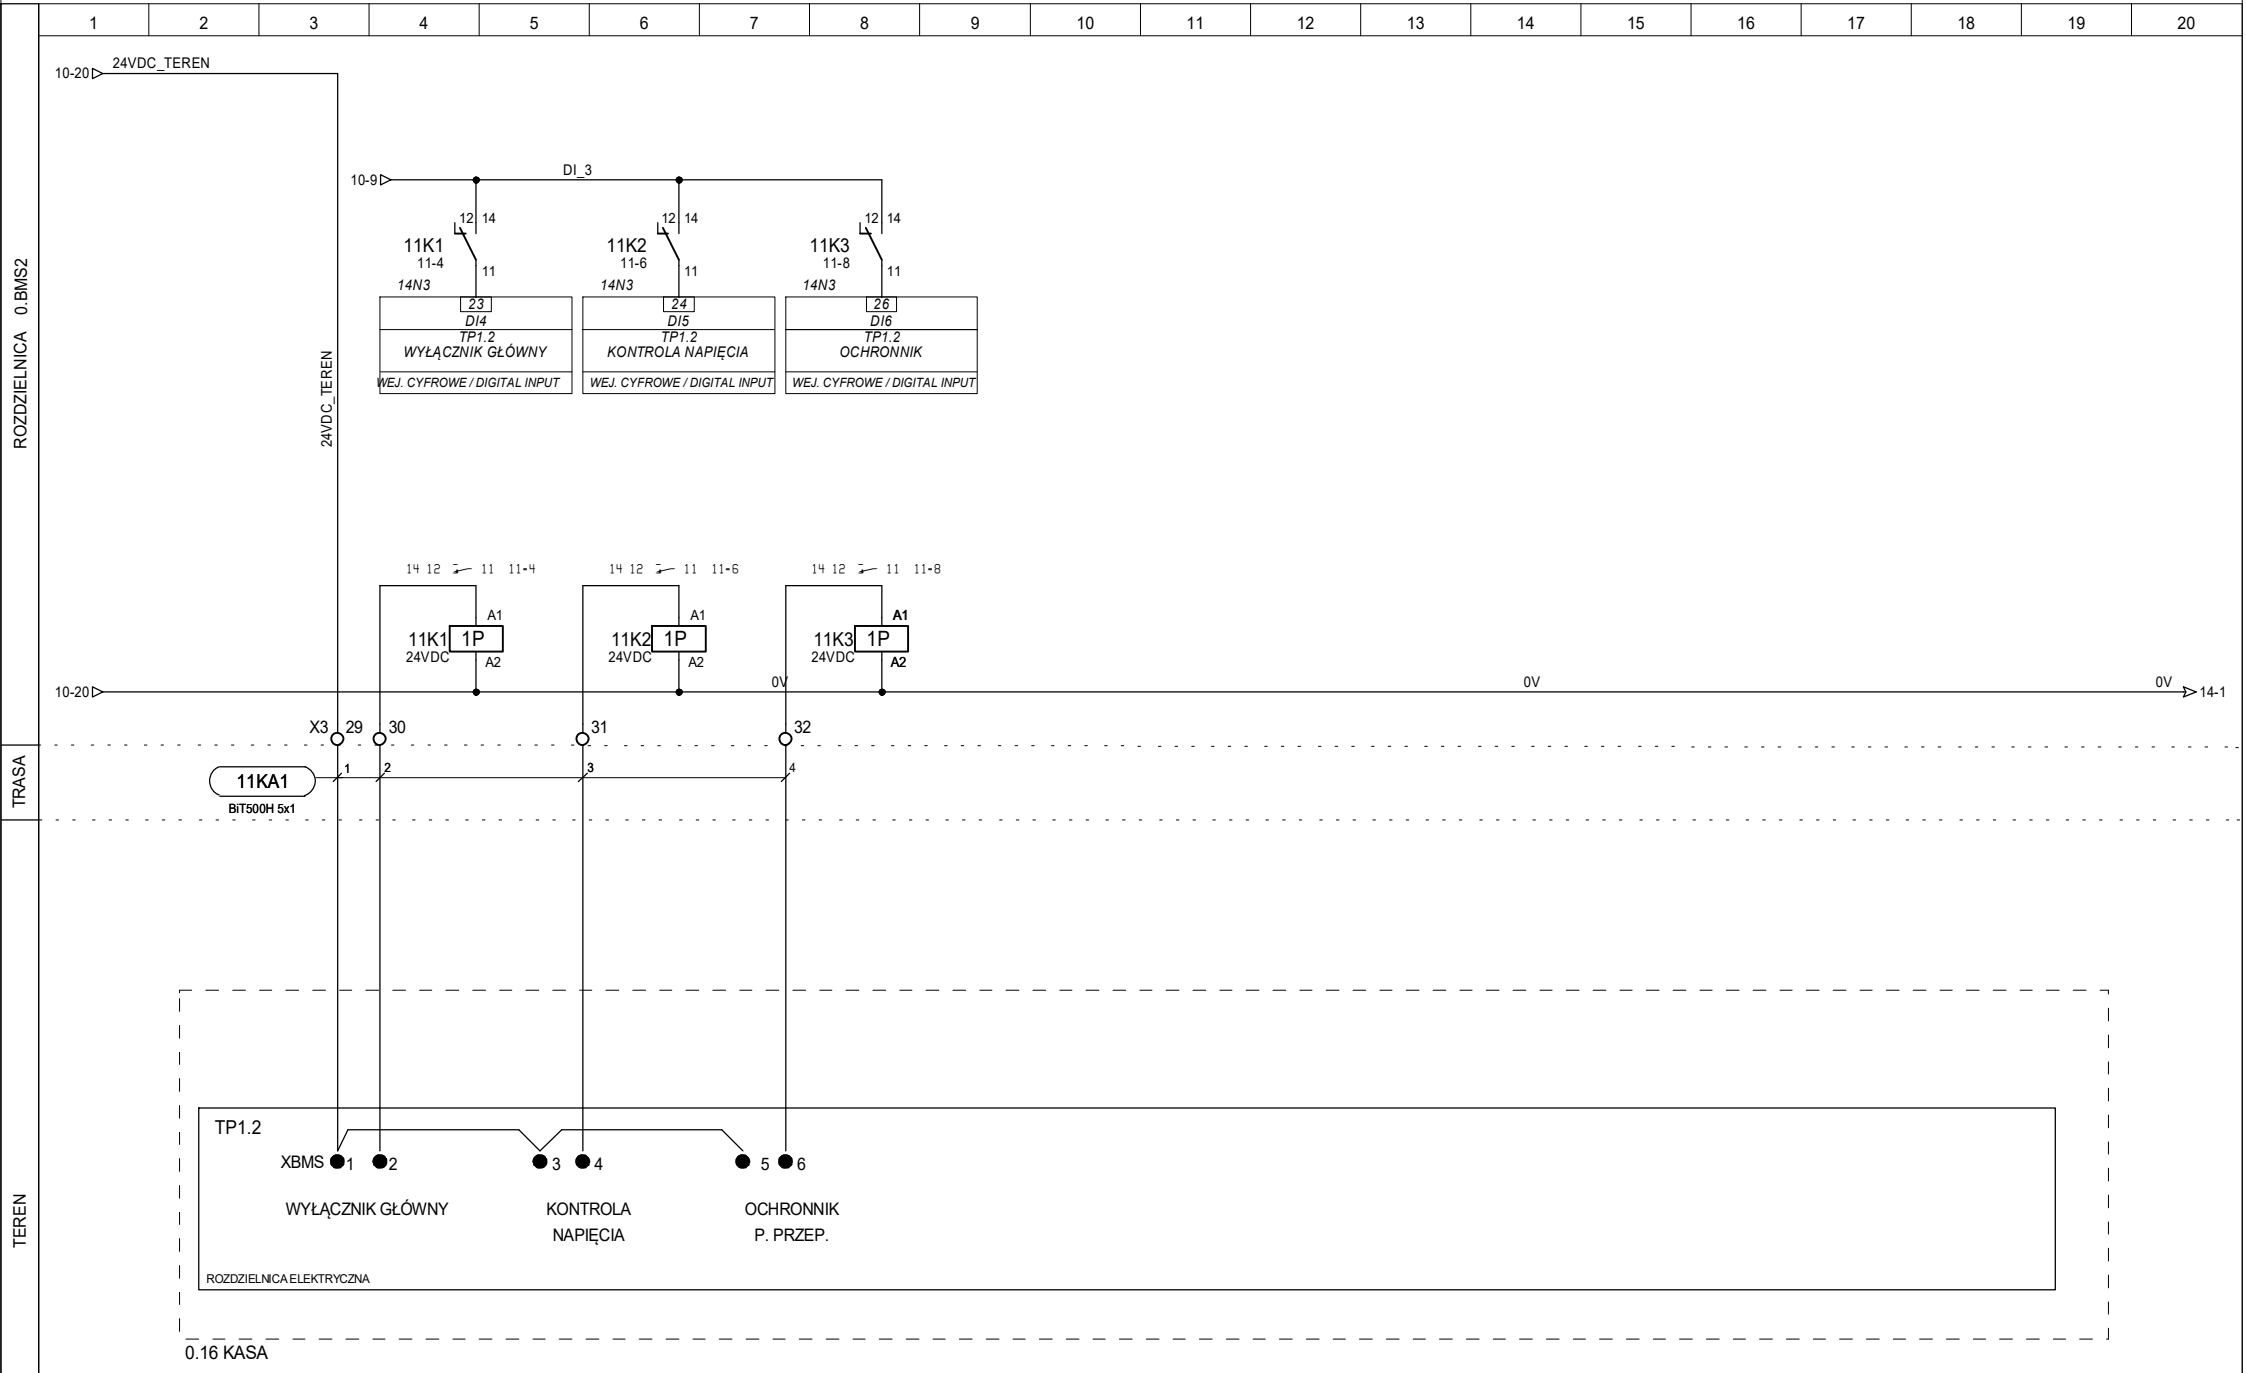 1 2 3 4 5 6 7 8 9 10 11 12 13 14 15 16 17 18 19 20
10-20 24VDC_TEREN
ROZDZIELNICA 0.BMS2
24VDC_TEREN
10-9 DI_3
12 14 12 14 12 14
11K1 11K2 11K3
11-4 11-6 11-8
11 11 11
14N3 14N3 14N3
23 24 26
DI4 DI5 DI6
TP1.2 TP1.2 TP1.2
WYŁĄCZNIK GŁÓWNY KONTROLA NAPIĘCIA OCHRONNIK
WEJ. CYFROWE / DIGITAL INPUT WEJ. CYFROWE / DIGITAL INPUT WEJ. CYFROWE / DIGITAL INPUT
14 12 11 11-4 14 12 11 11-6 14 12 11 11-8
A1 A1 A1
11K1 1P 11K2 1P 11K3 1P
24VDC 24VDC 24VDC
A2 A2 A2
10-20 0V 0V 0V 14-1
X3 29 30 31 32
TRASA
11KA1 1 2 3 4
BiT500H 5x1
TEREN
TP1.2
XBMS 1 2 3 4 5 6
WYŁĄCZNIK GŁÓWNY KONTROLA OCHRONNIK
NAPIĘCIA P. PRZEP.
ROZDZIELNICA ELEKTRYCZNA
0.16 KASA